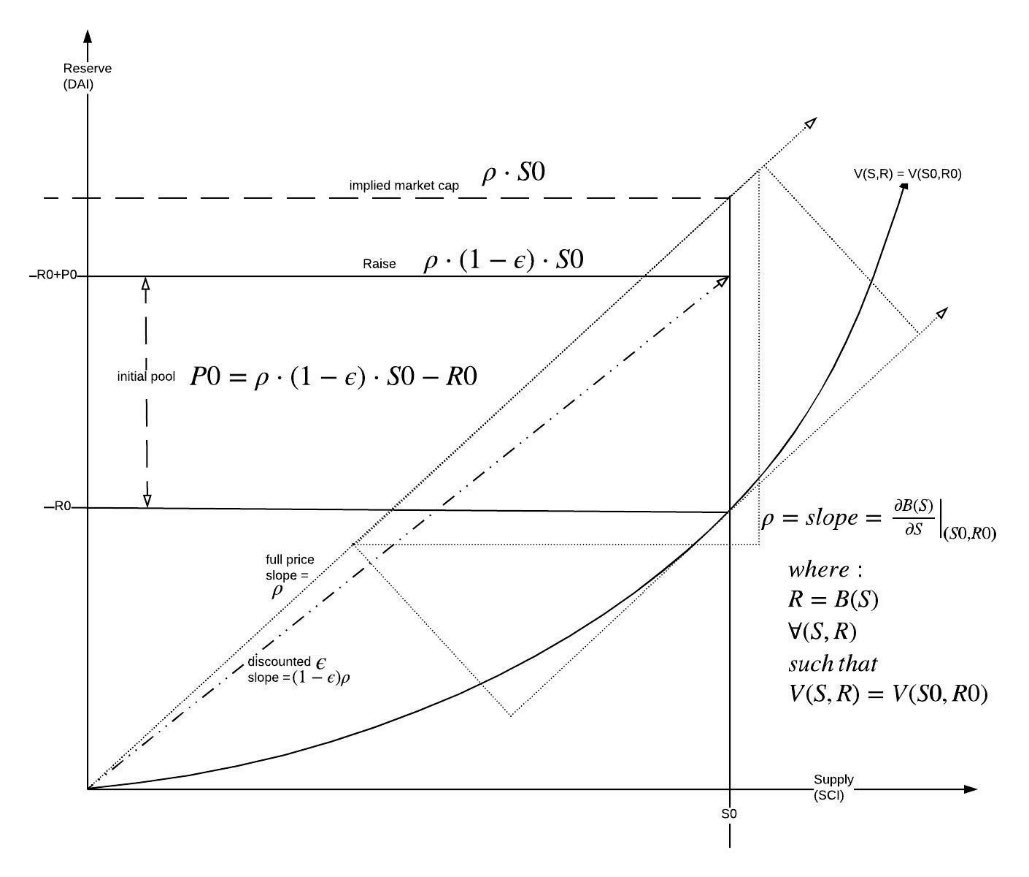 Reserve
(DAI)
ρ · S0
implied market cap
V(S,R) = V(S0,R0)
Raise
ρ · (1 − ϵ) · S0
R0+P0
initial pool
P0 = ρ · (1 − ϵ) · S0 − R0
R0
ρ = slope = ∂B(S)/∂S |(S0,R0)
full price
slope =
ρ
where :
R = B(S)
∀(S, R)
such that
V(S, R) = V(S0, R0)
discounted ϵ
slope =(1 − ϵ)ρ
Supply
(SCI)
S0